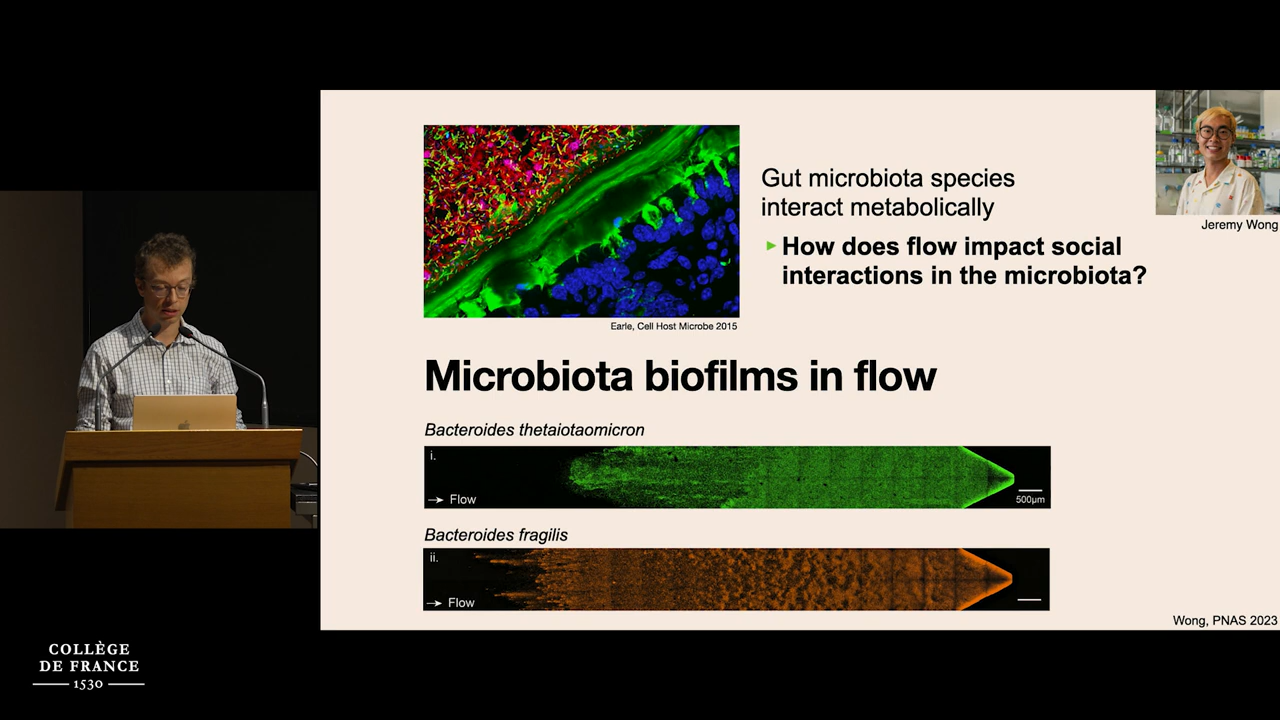 Gut microbiota species
interact metabolically
▸ How does flow impact social
interactions in the microbiota?
Jeremy Wong
Earle, Cell Host Microbe 2015
Microbiota biofilms in flow
Bacteroides thetaiotaomicron
i.
→ Flow
500µm
Bacteroides fragilis
ii.
→ Flow
Wong, PNAS 2023
COLLÈGE
DE FRANCE
1530